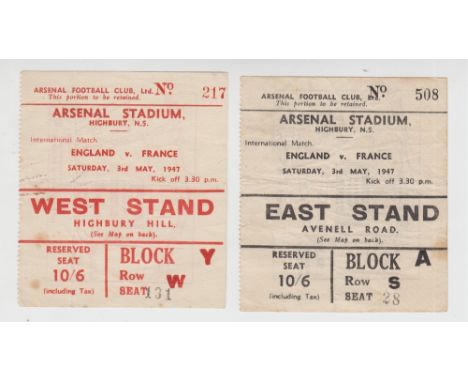 ARSENAL FOOTBALL CLUB, Ltd. No 217
This portion to be retained.
ARSENAL STADIUM,
HIGHBURY, N.5.
International Match
ENGLAND v. FRANCE
SATURDAY, 3rd MAY, 1947
Kick off 3.30 p.m.
WEST STAND
HIGHBURY HILL,
(See Map on back).
RESERVED
SEAT
10/6
(including Tax)
BLOCK Y
Row W
SEAT 131
ARSENAL FOOTBALL CLUB, Ltd. No 508
This portion to be retained.
ARSENAL STADIUM,
HIGHBURY, N.5.
International Match
ENGLAND v. FRANCE
SATURDAY, 3rd MAY, 1947
Kick off 3.30 p.m.
EAST STAND
AVENELL ROAD.
(See Map on back).
RESERVED
SEAT
10/6
(including Tax)
BLOCK A
Row S
SEAT 28